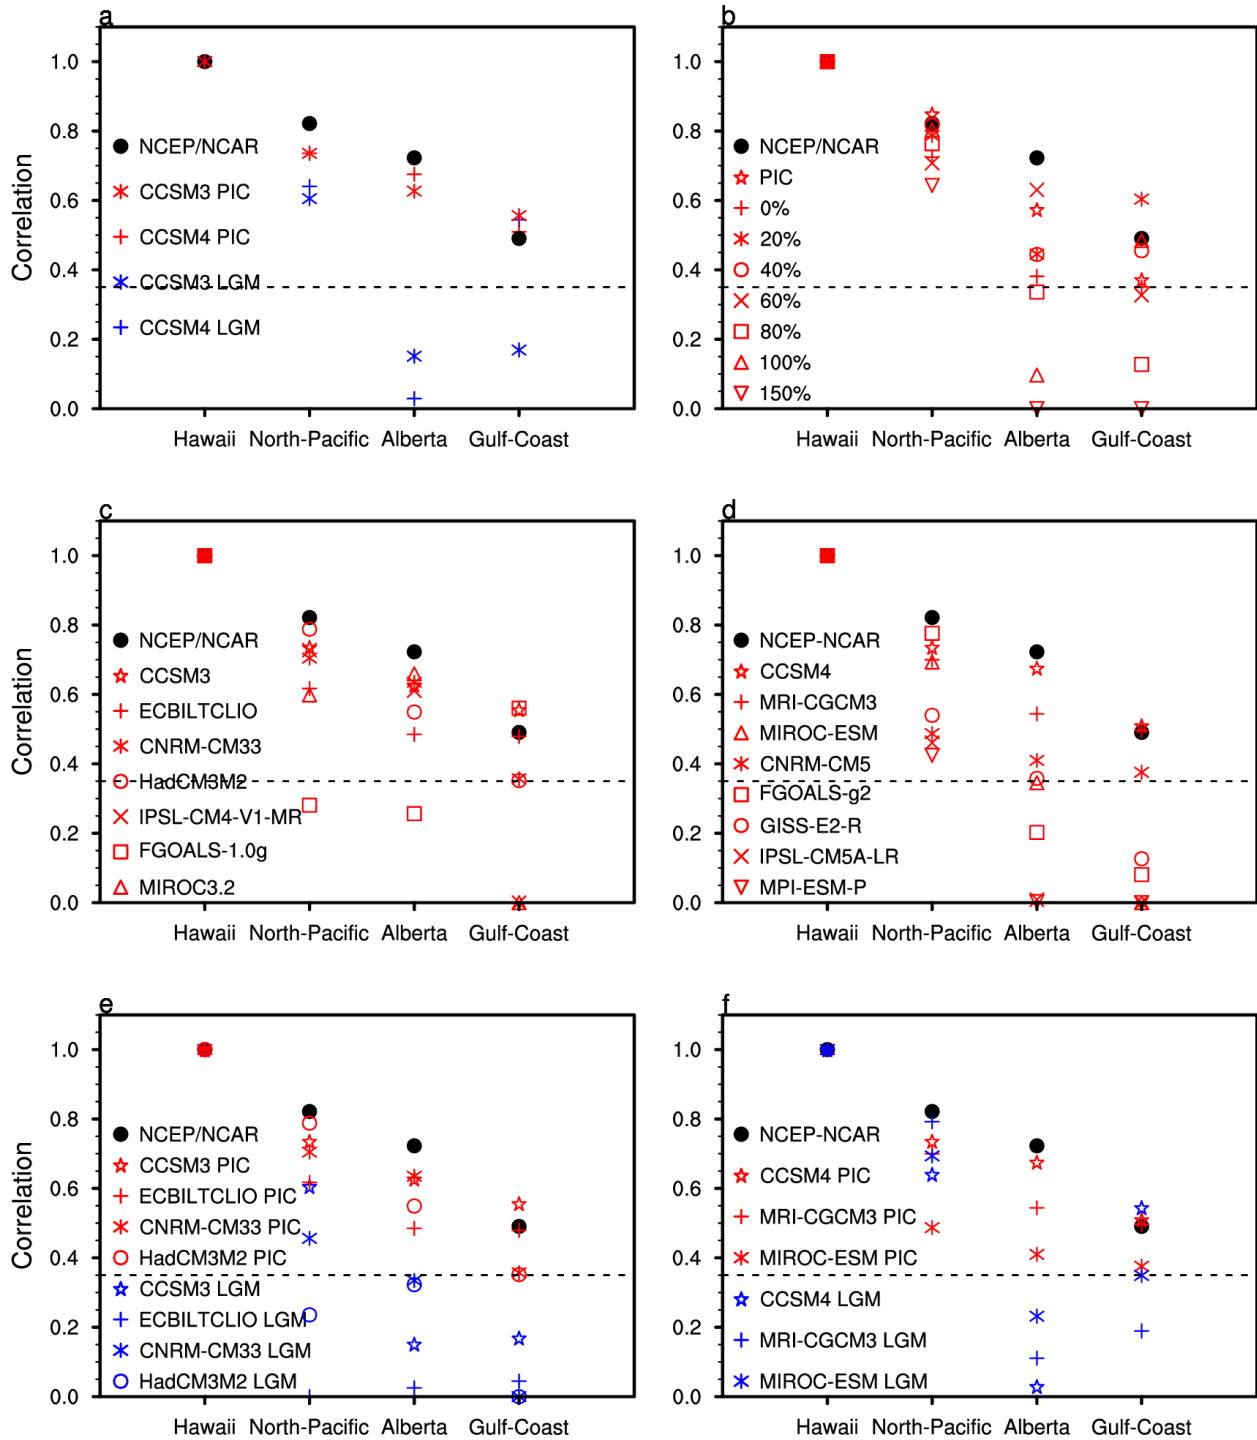 a
Correlation
1.0
0.8
0.6
0.4
0.2
0.0
NCEP/NCAR
CCSM3 PIC
CCSM4 PIC
CCSM3 LGM
CCSM4 LGM
Hawaii North-Pacific Alberta Gulf-Coast
b
1.0
0.8
0.6
0.4
0.2
0.0
NCEP/NCAR
PIC
0%
20%
40%
60%
80%
100%
150%
Hawaii North-Pacific Alberta Gulf-Coast
c
Correlation
1.0
0.8
0.6
0.4
0.2
0.0
NCEP/NCAR
CCSM3
ECBILTCLIO
CNRM-CM33
HadCM3M2
IPSL-CM4-V1-MR
FGOALS-1.0g
MIROC3.2
Hawaii North-Pacific Alberta Gulf-Coast
d
1.0
0.8
0.6
0.4
0.2
0.0
NCEP-NCAR
CCSM4
MRI-CGCM3
MIROC-ESM
CNRM-CM5
FGOALS-g2
GISS-E2-R
IPSL-CM5A-LR
MPI-ESM-P
Hawaii North-Pacific Alberta Gulf-Coast
e
Correlation
1.0
0.8
0.6
0.4
0.2
0.0
NCEP/NCAR
CCSM3 PIC
ECBILTCLIO PIC
CNRM-CM33 PIC
HadCM3M2 PIC
CCSM3 LGM
ECBILTCLIO LGM
CNRM-CM33 LGM
HadCM3M2 LGM
Hawaii North-Pacific Alberta Gulf-Coast
f
1.0
0.8
0.6
0.4
0.2
0.0
NCEP-NCAR
CCSM4 PIC
MRI-CGCM3 PIC
MIROC-ESM PIC
CCSM4 LGM
MRI-CGCM3 LGM
MIROC-ESM LGM
Hawaii North-Pacific Alberta Gulf-Coast